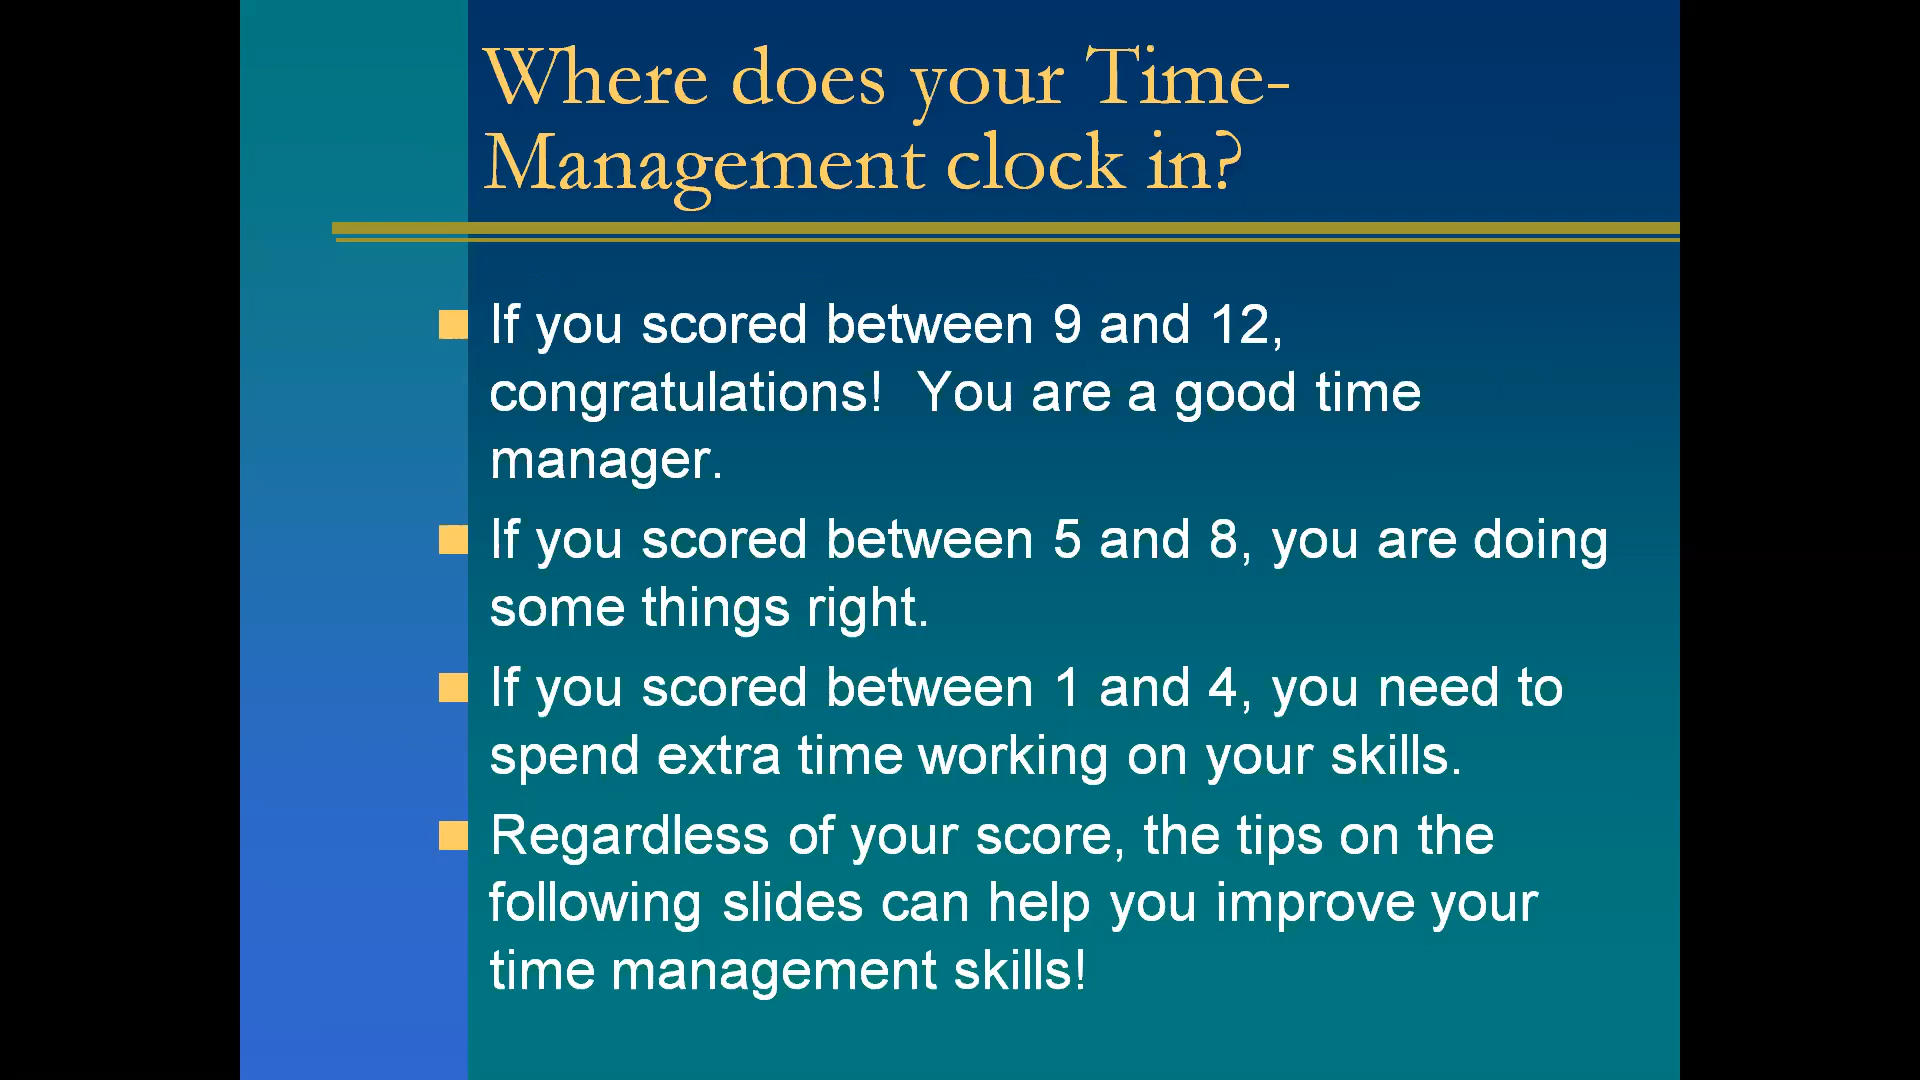 Where does your Time-
Management clock in?
If you scored between 9 and 12,
congratulations!  You are a good time
manager.
If you scored between 5 and 8, you are doing
some things right.
If you scored between 1 and 4, you need to
spend extra time working on your skills.
Regardless of your score, the tips on the
following slides can help you improve your
time management skills!